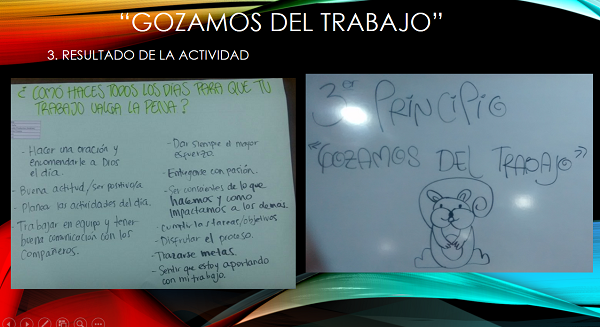 “GOZAMOS DEL TRABAJO”
3. RESULTADO DE LA ACTIVIDAD
¿ COMÓ HACES TODOS LOS DIAS PARA QUE TU
TRABAJO VALGA LA PENA ?
- Hacer una oración y
encomendarle a Dios
el día.
- Buena actitud / ser positivo/a
- Planea las actividades del día.
- Trabajar en equipo y tener
buena comunicación con los
compañeros.
- Dar siempre el mayor
esfuerzo.
- Entregarse con pasión.
- Ser conscientes de lo que
hacemos y como
impactamos a los demas.
- cumplir las tareas/objetivos
- Disfrutar el proceso.
- Trazarse metas.
- Sentir que estoy aportando
con mi trabajo.
3er PRINCIPIO
"GOZAMOS DEL TRABAJO"